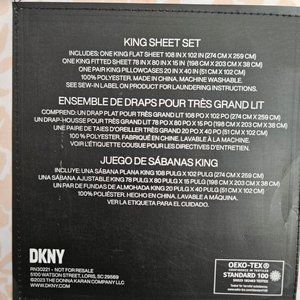 KING SHEET SET
INCLUDES: ONE KING FLAT SHEET 108 IN X 102 IN (274 CM X 259 CM)
ONE KING FITTED SHEET 78 IN X 80 IN X 15 IN (198 CM X 203 CM X 38 CM)
ONE PAIR KING PILLOWCASES 20 IN X 40 IN (51 CM X 102 CM)
100% POLYESTER. MADE IN CHINA. MACHINE WASHABLE.
SEE SEW-IN LABEL ON PRODUCT FOR LAUNDERING INSTRUCTIONS.
ENSEMBLE DE DRAPS POUR TRÈS GRAND LIT
COMPREND: UN DRAP PLAT POUR TRÈS GRAND LIT 108 PO X 102 PO (274 CM X 259 CM)
UN DRAP-HOUSSE POUR TRÈS GRAND LIT 78 PO X 80 PO X 15 PO (198 CM X 203 CM X 38 CM)
UNE PAIRE DE TAIES D'OREILLER TRÈS GRAND 20 PO X 40 PO (51 CM X 102 CM)
100 % POLYESTER. FABRIQUÉ EN CHINE. LAVABLE À LA MACHINE.
VOIR L'ÉTIQUETTE COUSUE POUR LES DIRECTIVES D'ENTRETIEN.
JUEGO DE SÁBANAS KING
INCLUYE: UNA SÁBANA PLANA KING 108 PULG X 102 PULG (274 CM X 259 CM)
UNA SÁBANA AJUSTABLE KING 78 PULG X 80 PULG X 15 PULG (198 CM X 203 CM X 38 CM)
UN PAR DE FUNDAS DE ALMOHADA KING 20 PULG X 40 PULG (51 CM X 102 CM)
100% POLIÉSTER. HECHO EN CHINA. LAVABLE A MÁQUINA.
VER LA ETIQUETA PARA EL CUIDADO.
DKNY
RN30221 - NOT FOR RESALE
5100 WATSON STREET, LORIS, SC 29569
©2023 THE DONNA KARAN COMPANY LLC
WWW.DKNY.COM
OEKO-TEX®
CONFIDENCE IN TEXTILES
STANDARD 100
Tested for harmful substances